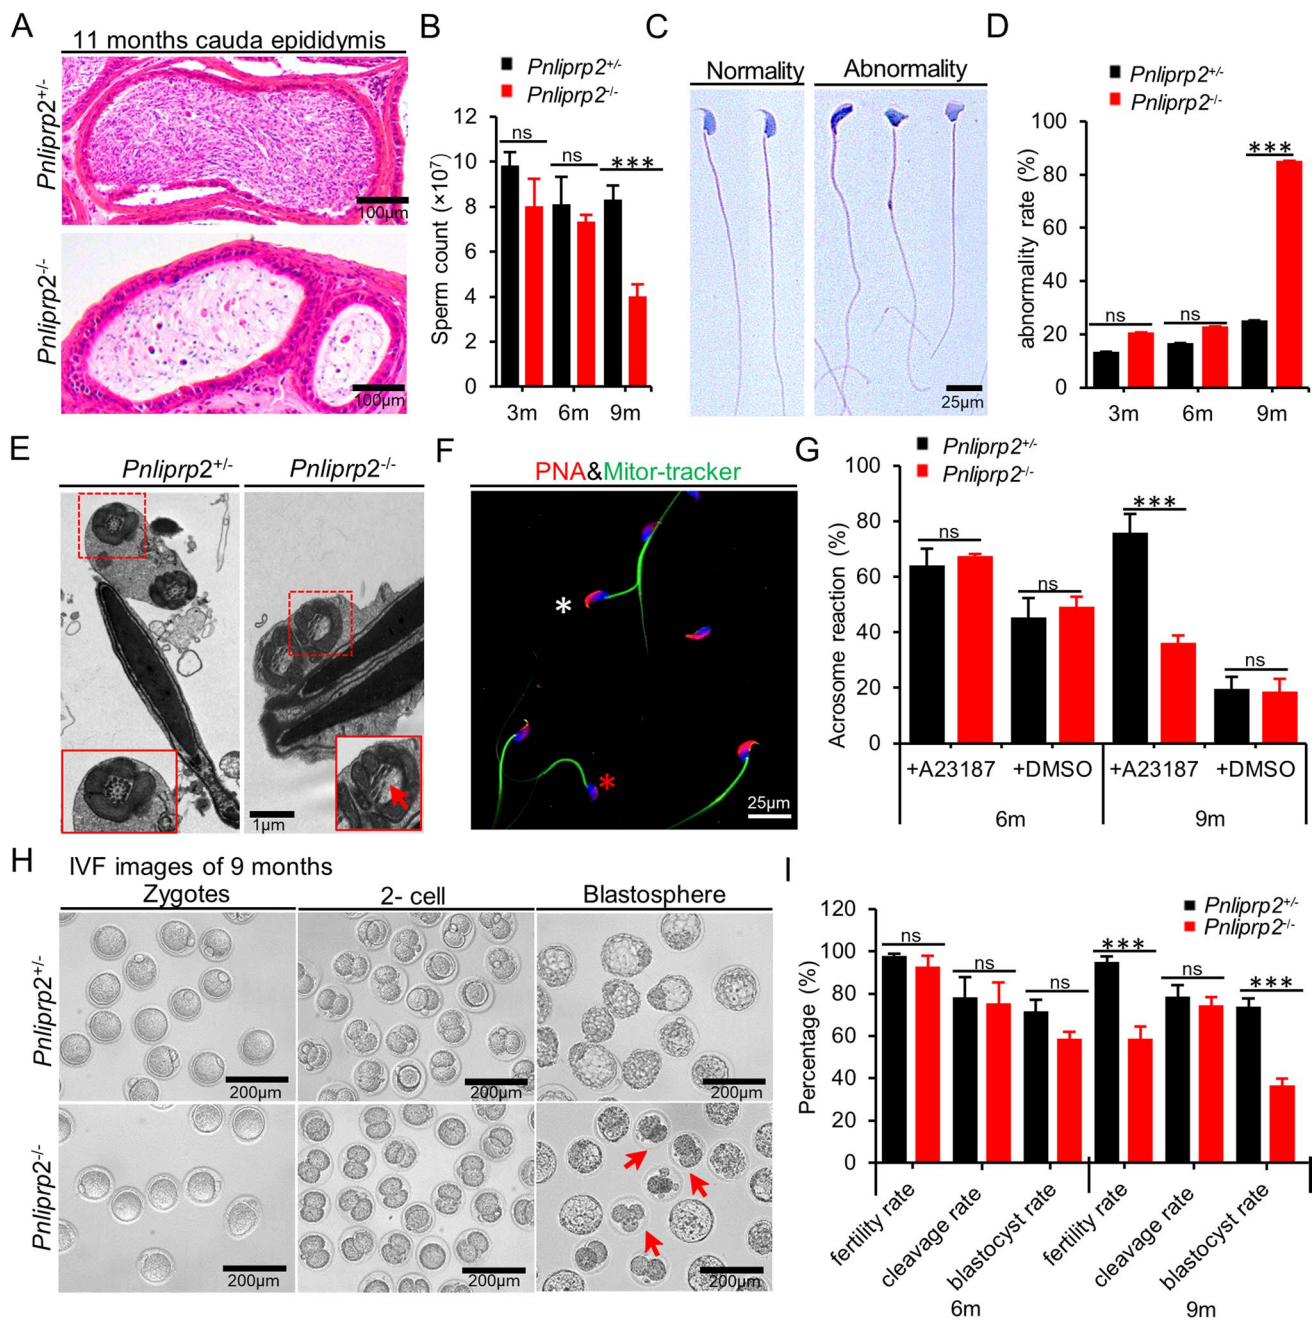 A
11 months cauda epididymis
Pnliprp2+/-
100μm
Pnliprp2-/-
100μm
B
Pnliprp2+/-
Pnliprp2-/-
Sperm count (×10⁷)
12
10
8
6
4
2
0
ns
ns
***
3m 6m 9m
C
Normality Abnormality
25μm
D
Pnliprp2+/-
Pnliprp2-/-
abnormality rate (%)
100
80
60
40
20
0
ns
ns
***
3m 6m 9m
E
Pnliprp2+/- Pnliprp2-/-
1μm
F
PNA&Mitor-tracker
*
*
25μm
G
Pnliprp2+/-
Pnliprp2-/-
Acrosome reaction (%)
100
80
60
40
20
0
ns
ns
***
ns
+A23187 +DMSO +A23187 +DMSO
6m 9m
H
IVF images of 9 months
Zygotes 2- cell Blastosphere
Pnliprp2+/-
200μm 200μm 200μm
Pnliprp2-/-
200μm 200μm 200μm
I
Pnliprp2+/-
Pnliprp2-/-
Percentage (%)
120
100
80
60
40
20
0
ns
ns
ns
***
ns
***
fertility rate
cleavage rate
blastocyst rate
fertility rate
cleavage rate
blastocyst rate
6m 9m